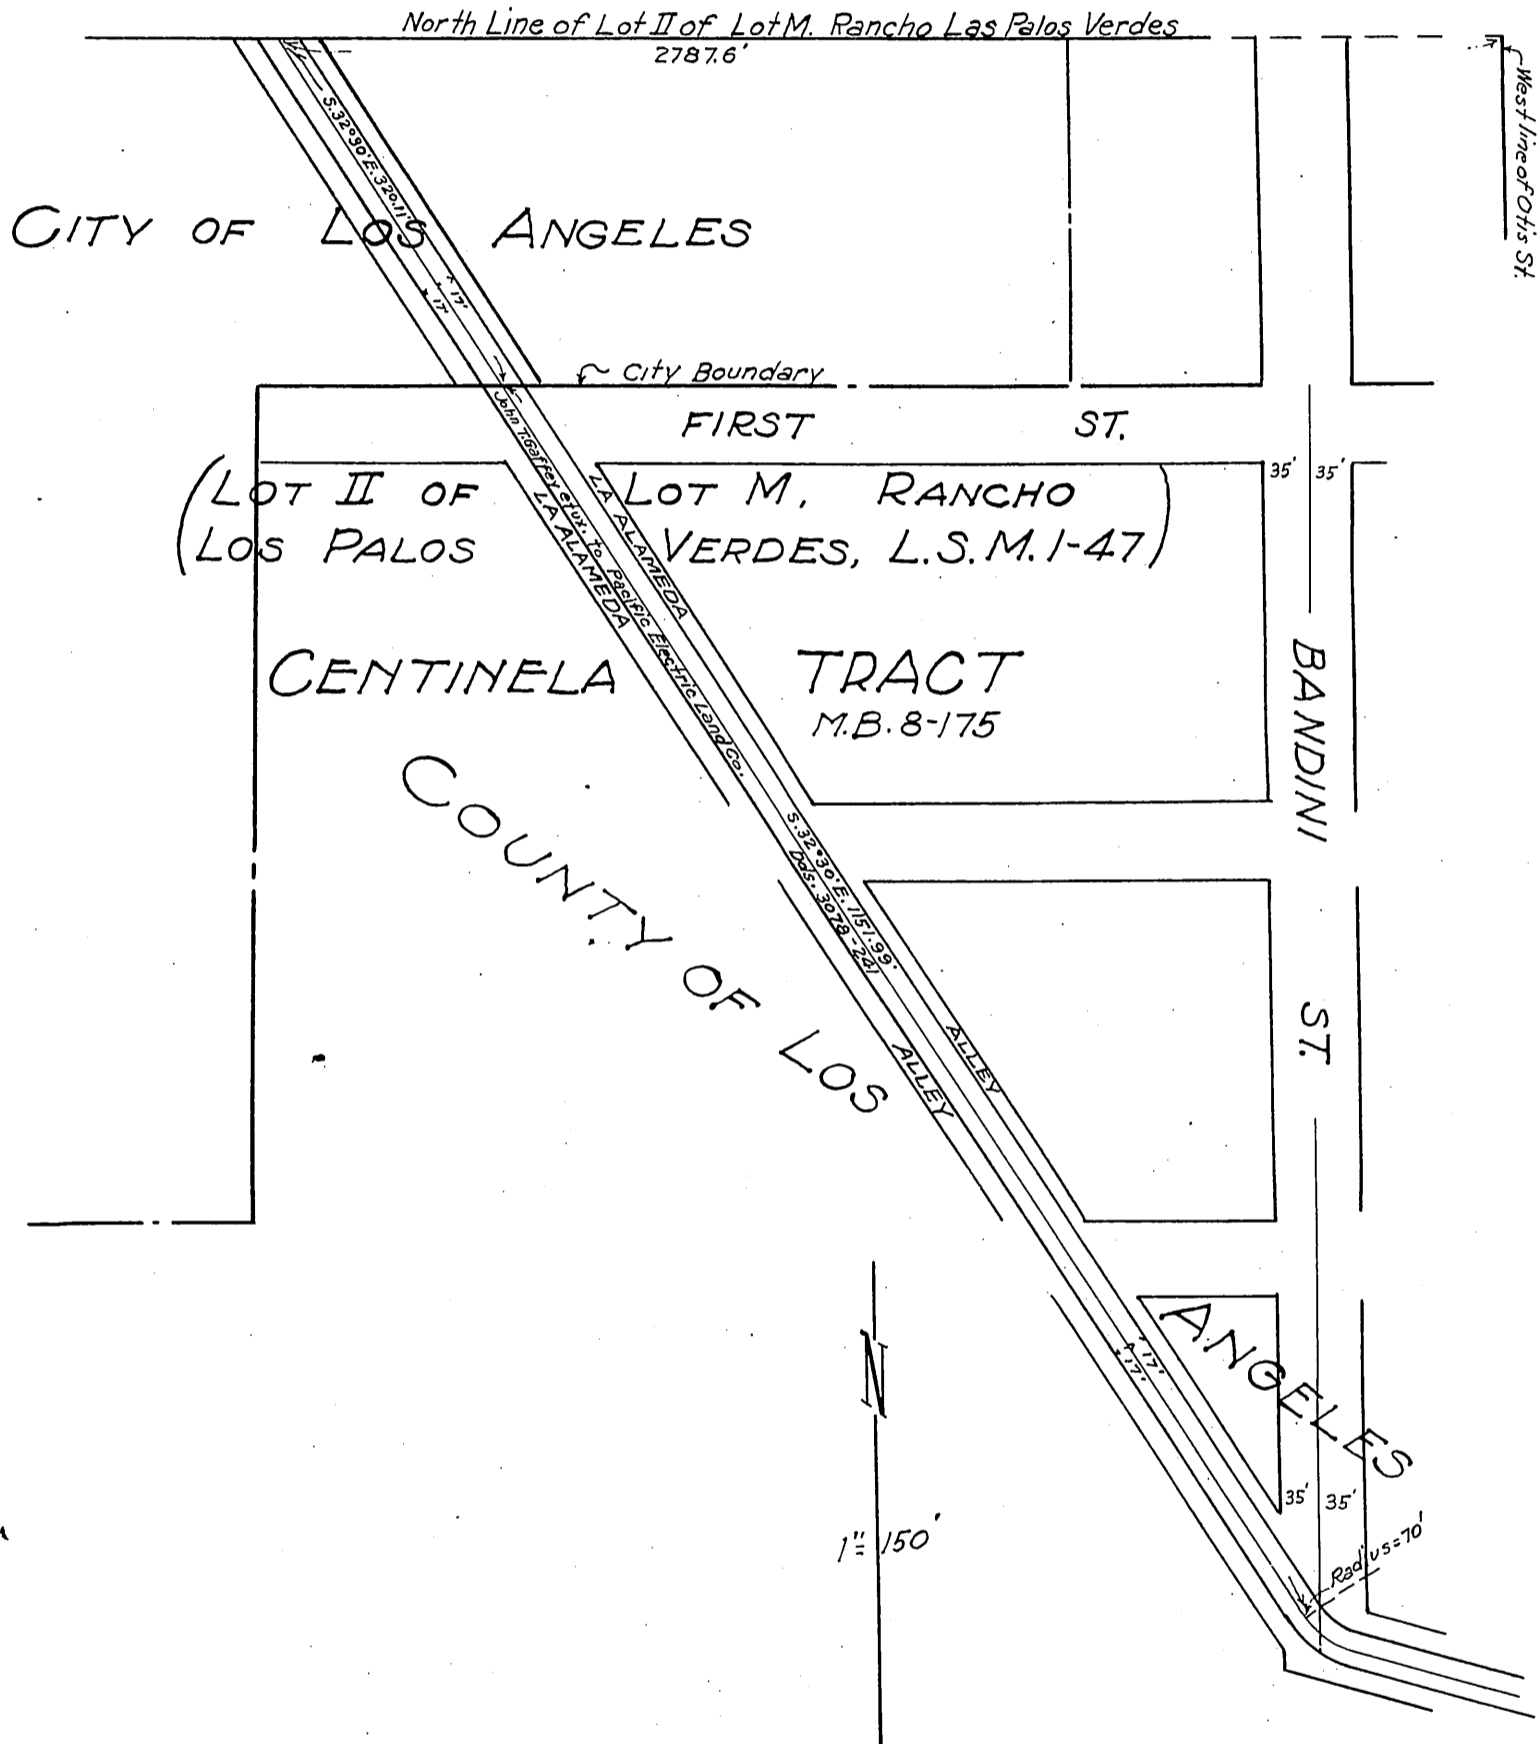 North Line of Lot II of Lot M. Rancho Las Palos Verdes
2787.6'
West line of Otis St.
S.32°30'E.320.11'
CITY OF LOS ANGELES
17'
17'
City Boundary
FIRST ST.
John T. Gaffey et ux. to Pacific Electric Land Co.
35' 35'
(LOT II OF LOT M, RANCHO
LOS PALOS VERDES, L.S.M. 1-47)
LA ALAMEDA
LA ALAMEDA
CENTINELA TRACT
M.B. 8-175
BANDINI ST.
COUNTY OF LOS ANGELES
S.32°30'E. 1151.99'
Dds. 3078-241
ALLEY
ALLEY
N
17'
17'
35' 35'
1"= 150'
Radius=70'